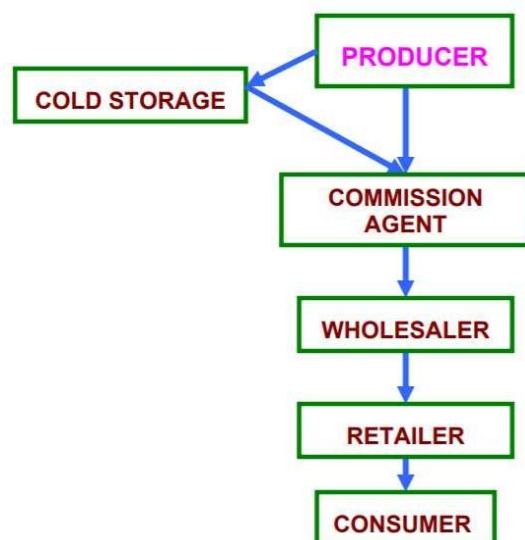 PRODUCER
COLD STORAGE
COMMISSION
AGENT
WHOLESALER
RETAILER
CONSUMER